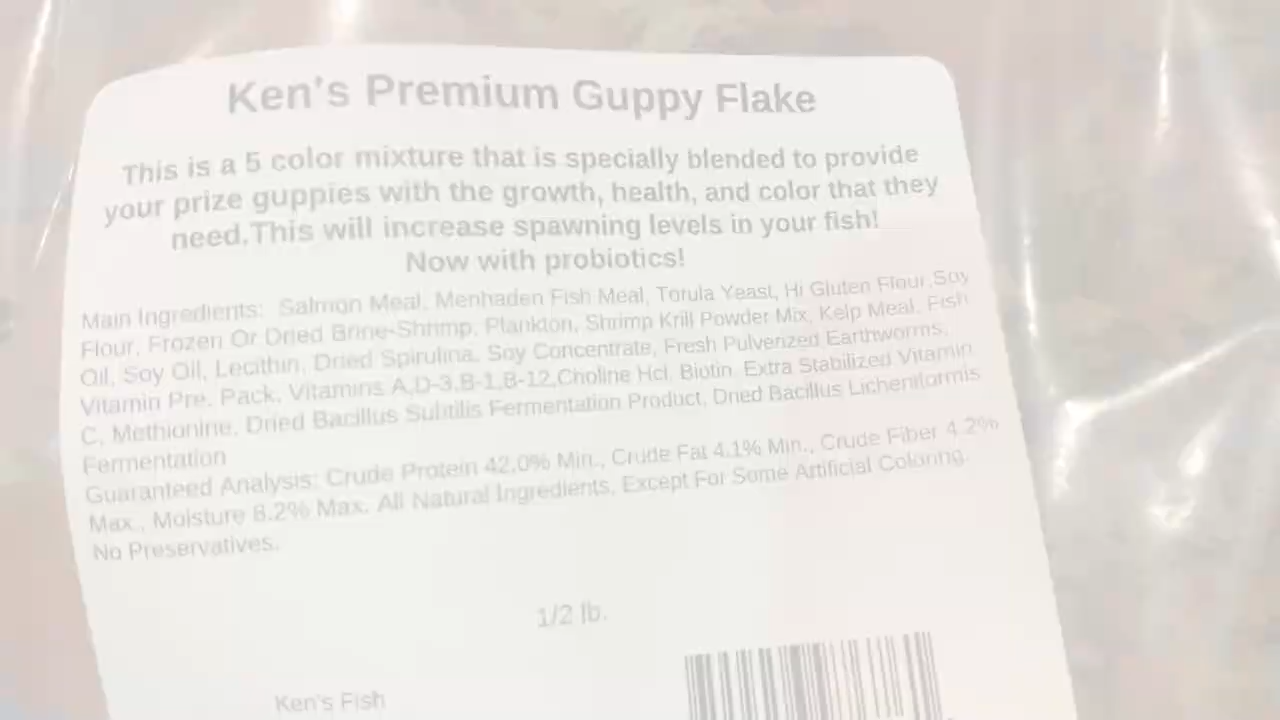 Ken's Premium Guppy Flake
This is a 5 color mixture that is specially blended to provide
your prize guppies with the growth, health, and color that they
need.This will increase spawning levels in your fish!
Now with probiotics!
Main Ingredients: Salmon Meal, Menhaden Fish Meal, Torula Yeast, Hi Gluten Flour,Soy
Flour, Frozen Or Dried Brine-Shrimp, Plankton, Shrimp Krill Powder Mix, Kelp Meal, Fish
Oil, Soy Oil, Lecithin, Dried Spirulina, Soy Concentrate, Fresh Pulverized Earthworms,
Vitamin Pre. Pack, Vitamins A,D-3,B-1,B-12,Choline Hcl, Biotin, Extra Stabilized Vitamin
C, Methionine, Dried Bacillus Subtilis Fermentation Product, Dried Bacillus Licheniformis
Fermentation
Guaranteed Analysis: Crude Protein 42.0% Min., Crude Fat 4.1% Min., Crude Fiber 4.2%
Max., Moisture 8.2% Max. All Natural Ingredients, Except For Some Artificial Coloring.
No Preservatives.
1/2 lb.
Ken's Fish